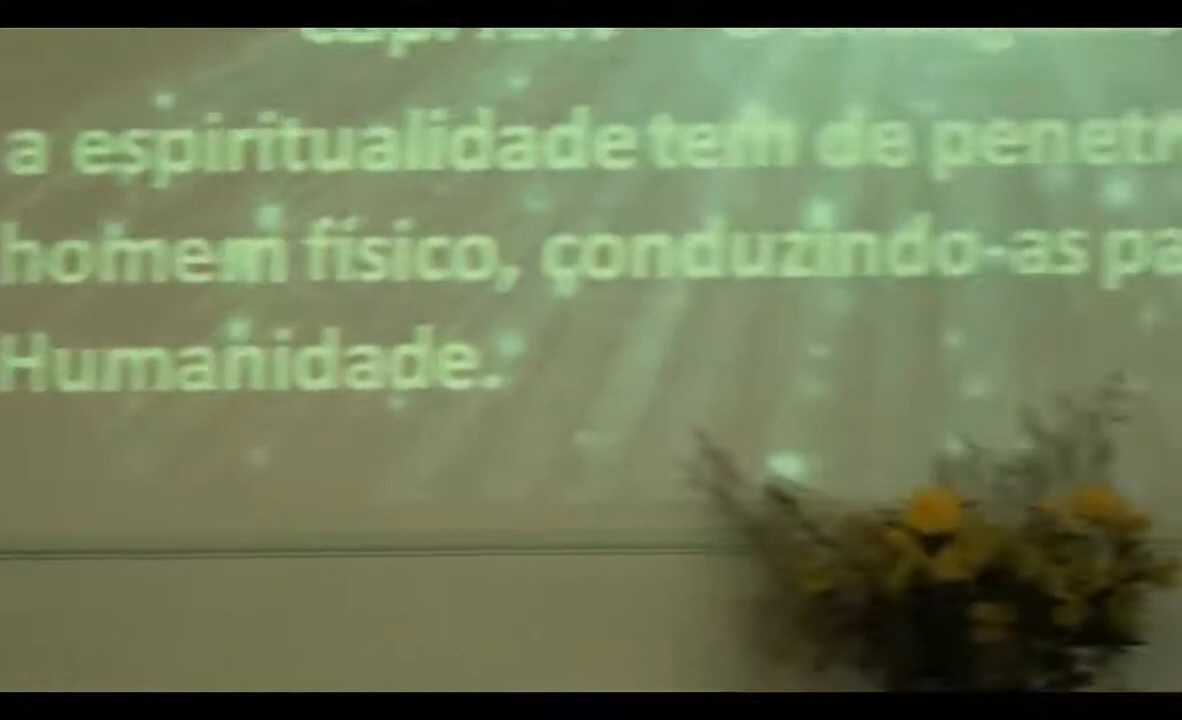 a espiritualidade tem de penetr
homem físico, conduzindo-as pa
Humanidade.